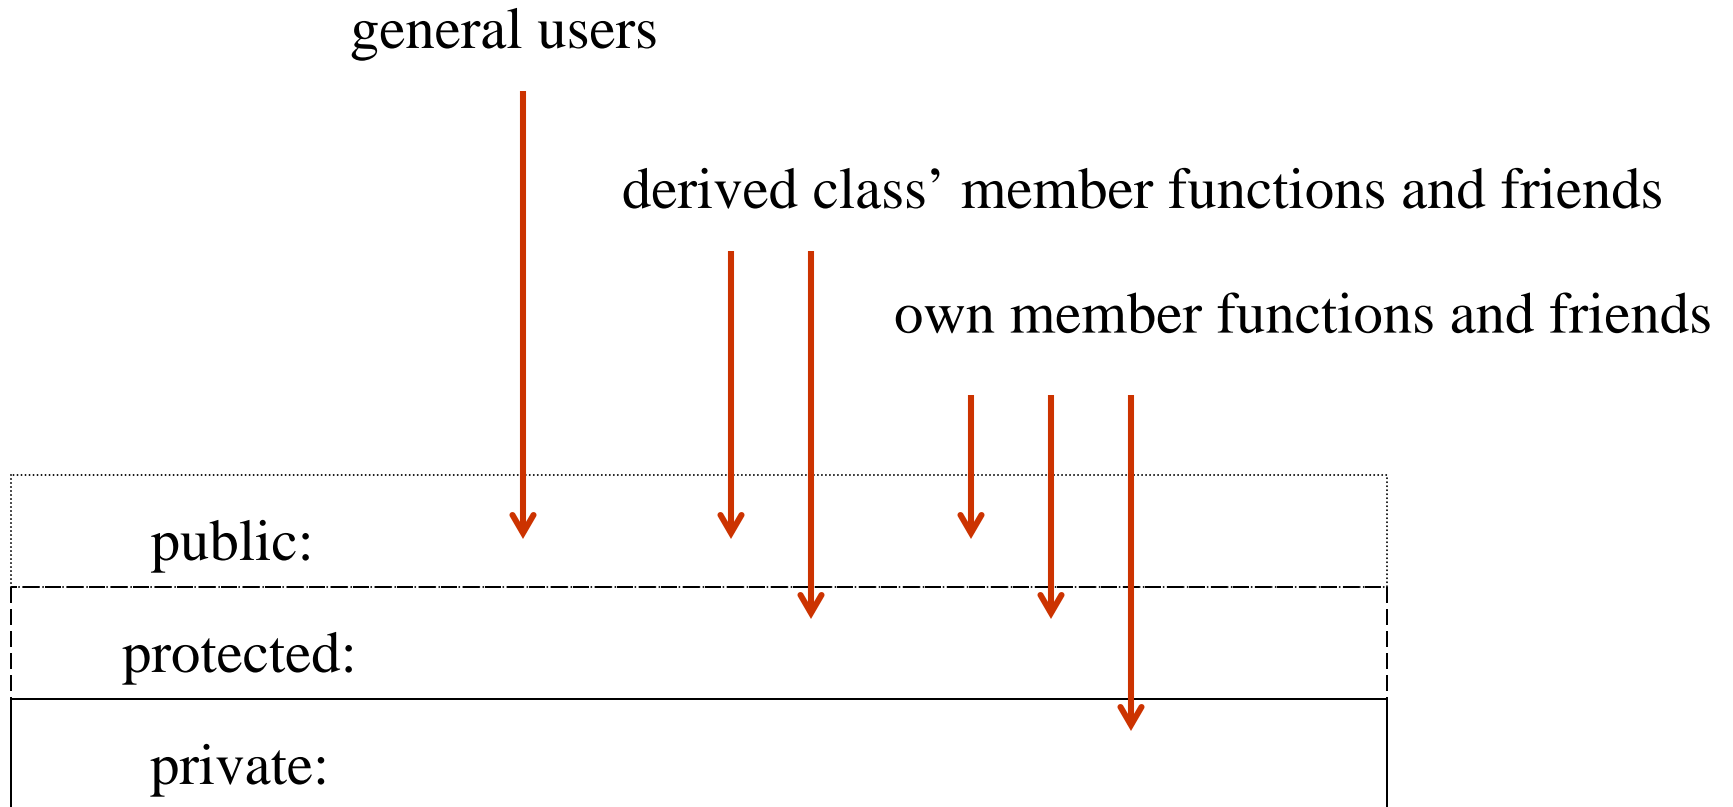 general users
derived class’ member functions and friends
own member functions and friends
public:
protected:
private: